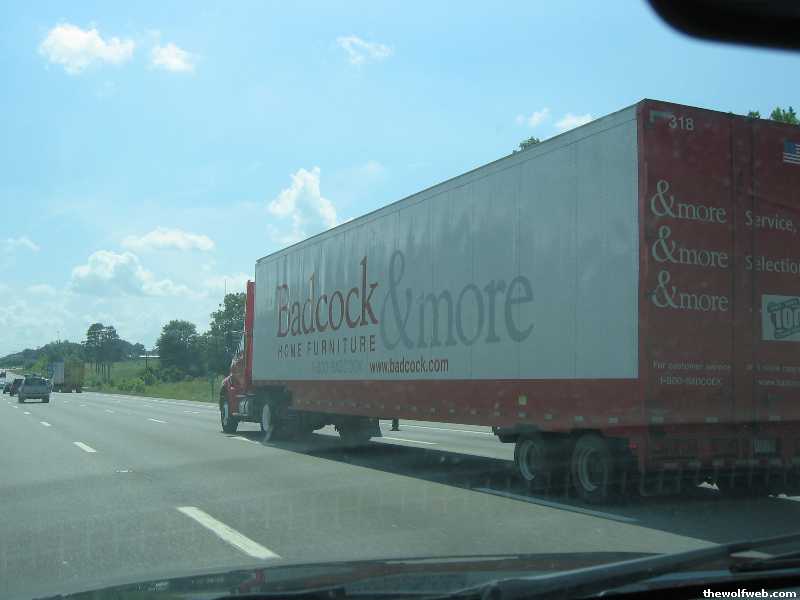 318
&more Service,
&more Selection
&more
100
For customer service
1-800-BADCOCK
Badcock &more
HOME FURNITURE
1-800-BADCOCK www.badcock.com
thewolfweb.com